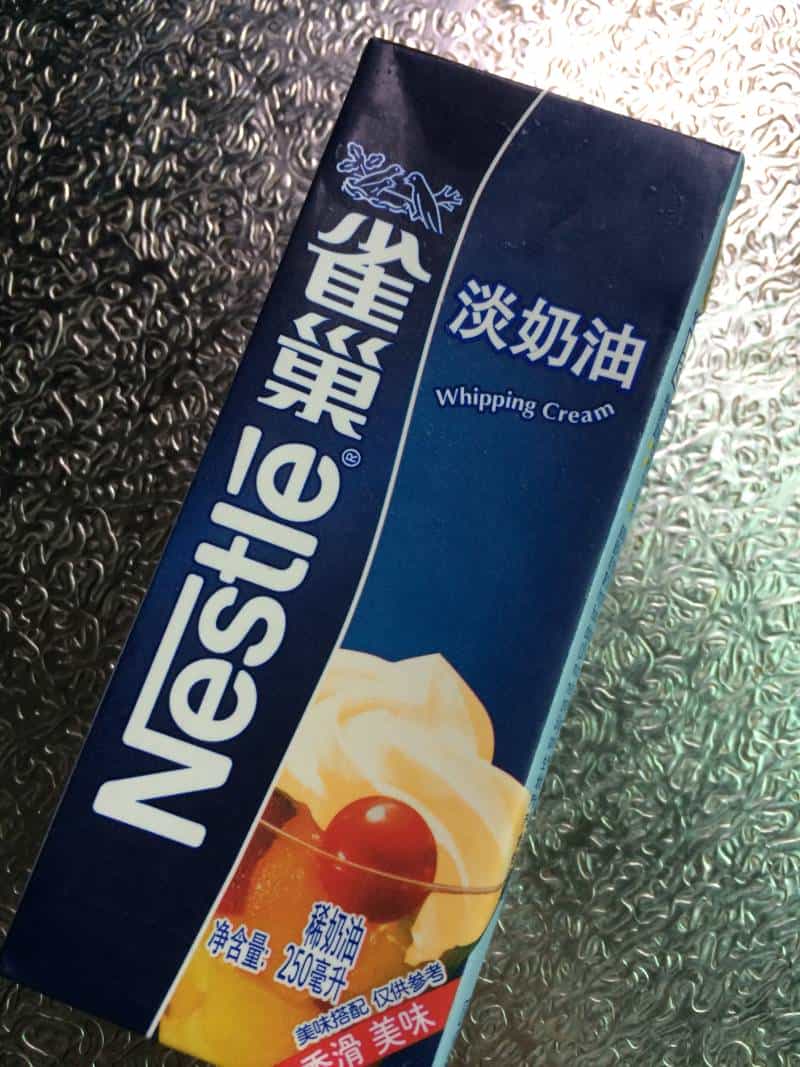 雀巢
Nestlé®
淡奶油
Whipping Cream
稀奶油
净含量: 250毫升
美味搭配 仅供参考
香滑 美味